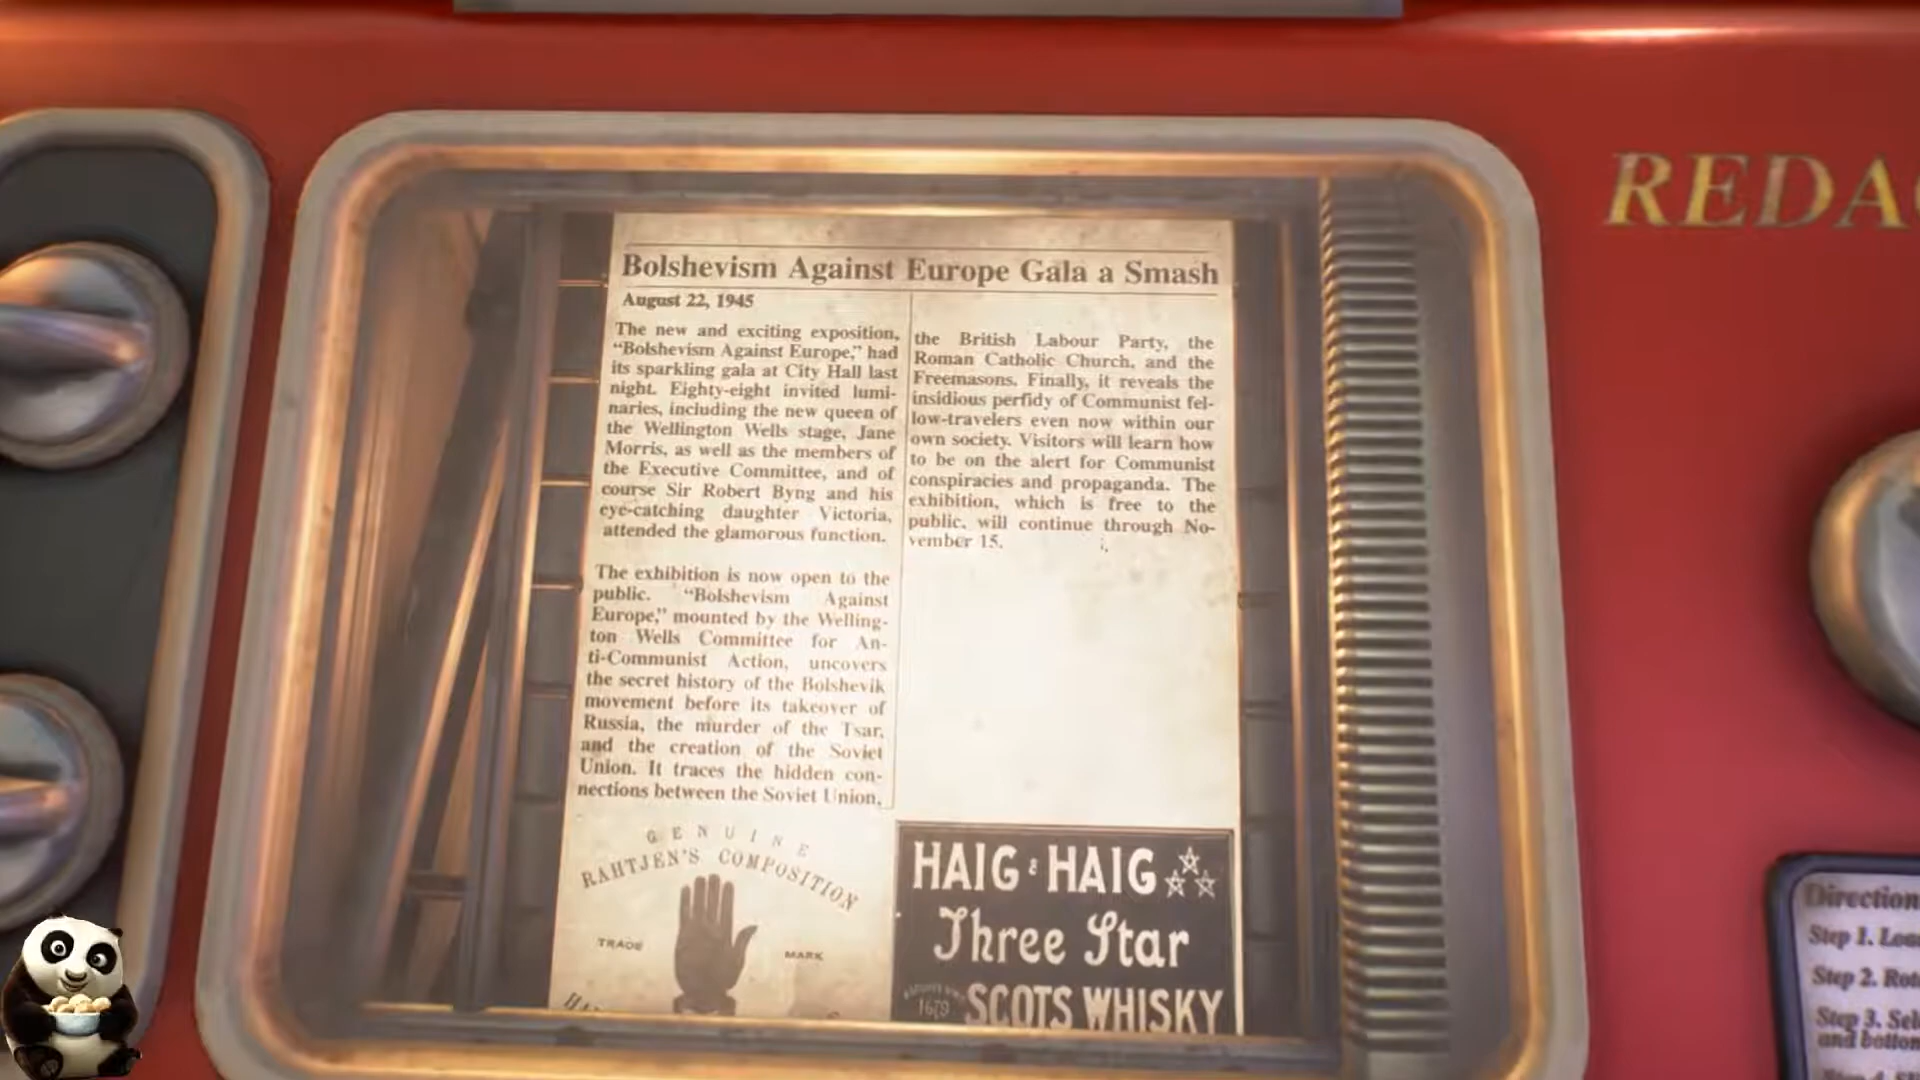 REDA
Bolshevism Against Europe Gala a Smash
August 22, 1945
The new and exciting exposition,
“Bolshevism Against Europe,” had
its sparkling gala at City Hall last
night. Eighty-eight invited lumi-
naries, including the new queen of
the Wellington Wells stage, Jane
Morris, as well as the members of
the Executive Committee, and of
course Sir Robert Byng and his
eye-catching daughter Victoria,
attended the glamorous function.
The exhibition is now open to the
public. “Bolshevism Against
Europe,” mounted by the Welling-
ton Wells Committee for An-
ti-Communist Action, uncovers
the secret history of the Bolshevik
movement before its takeover of
Russia, the murder of the Tsar,
and the creation of the Soviet
Union. It traces the hidden con-
nections between the Soviet Union,
the British Labour Party, the
Roman Catholic Church, and the
Freemasons. Finally, it reveals the
insidious perfidy of Communist fel-
low-travelers even now within our
own society. Visitors will learn how
to be on the alert for Communist
conspiracies and propaganda. The
exhibition, which is free to the
public, will continue through No-
vember 15.
GENUINE
RAHTJEN'S COMPOSITION
TRADE MARK
HAIG & HAIG
Three Star
1679 SCOTS WHISKY
Direction
Step 1. Loa
Step 2. Rot
Step 3. Sel
and bottom